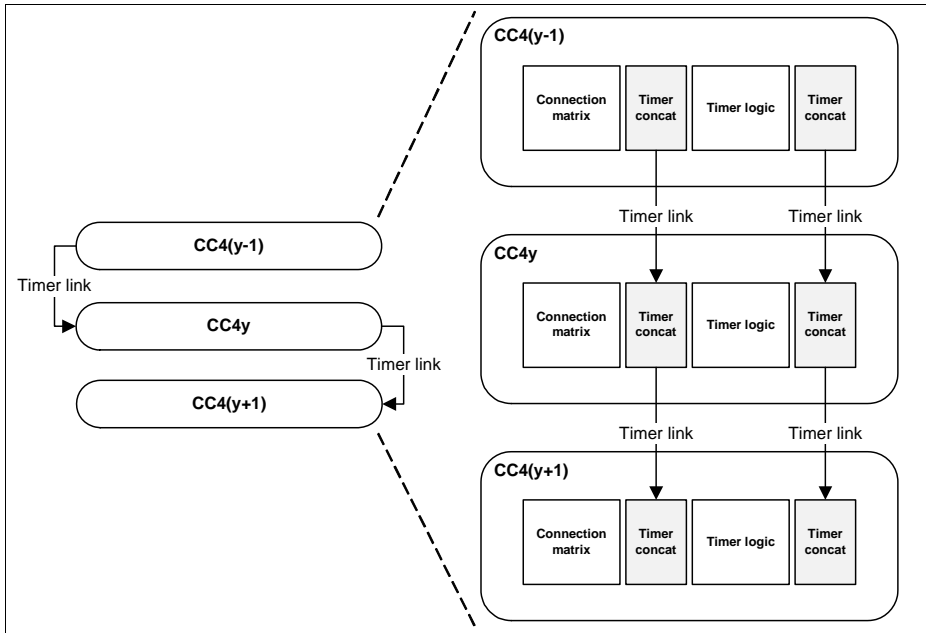 CC4(y-1)
Timer link
CC4y
Timer link
CC4(y+1)
CC4(y-1)
Connection
matrix
Timer
concat
Timer logic
Timer
concat
Timer link
Timer link
CC4y
Connection
matrix
Timer
concat
Timer logic
Timer
concat
Timer link
Timer link
CC4(y+1)
Connection
matrix
Timer
concat
Timer logic
Timer
concat